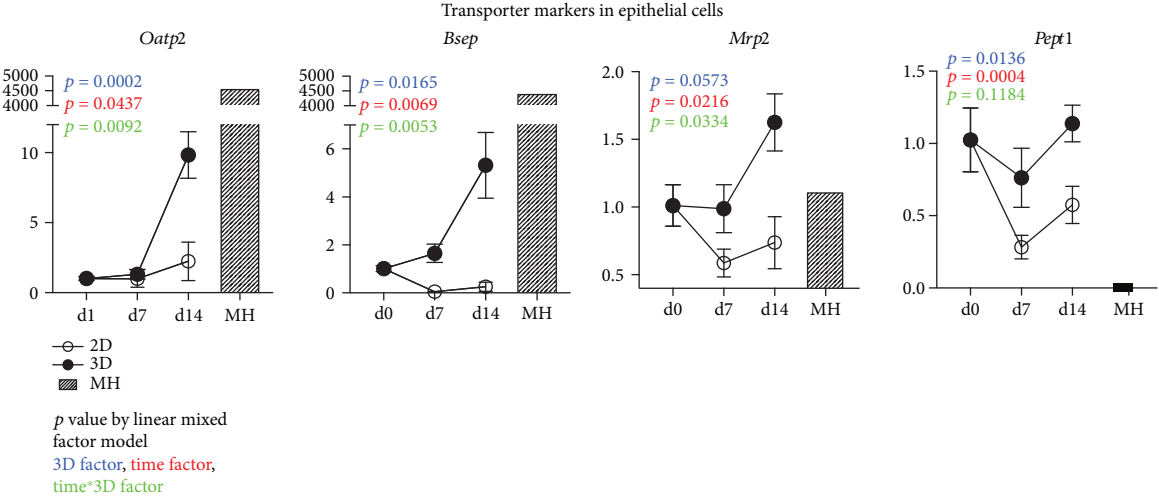 Transporter markers in epithelial cells
Oatp2
5000
4500
4000
10
5
0
p = 0.0002
p = 0.0437
p = 0.0092
d1 d7 d14 MH
Bsep
5000
4500
4000
6
4
2
0
p = 0.0165
p = 0.0069
p = 0.0053
d0 d7 d14 MH
Mrp2
2.0
1.5
1.0
0.5
p = 0.0573
p = 0.0216
p = 0.0334
d0 d7 d14 MH
Pept1
1.5
1.0
0.5
0.0
p = 0.0136
p = 0.0004
p = 0.1184
d0 d7 d14 MH
2D
3D
MH
p value by linear mixed
factor model
3D factor, time factor,
time*3D factor